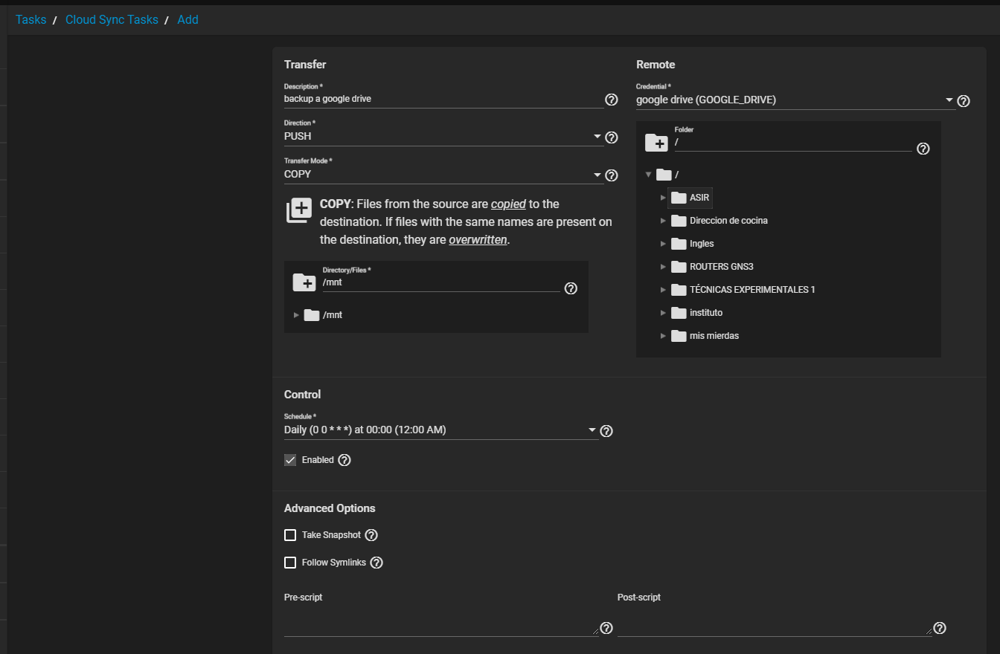 Tasks / Cloud Sync Tasks / Add
Transfer
Description *
backup a google drive
Direction *
PUSH
Transfer Mode *
COPY
COPY: Files from the source are copied to the
destination. If files with the same names are present on
the destination, they are overwritten.
Directory/Files *
/mnt
/mnt
Remote
Credential *
google drive (GOOGLE_DRIVE)
Folder
/
/
ASIR
Direccion de cocina
Ingles
ROUTERS GNS3
TÉCNICAS EXPERIMENTALES 1
instituto
mis mierdas
Control
Schedule *
Daily (0 0 * * *) at 00:00 (12:00 AM)
Enabled
Advanced Options
Take Snapshot
Follow Symlinks
Pre-script
Post-script